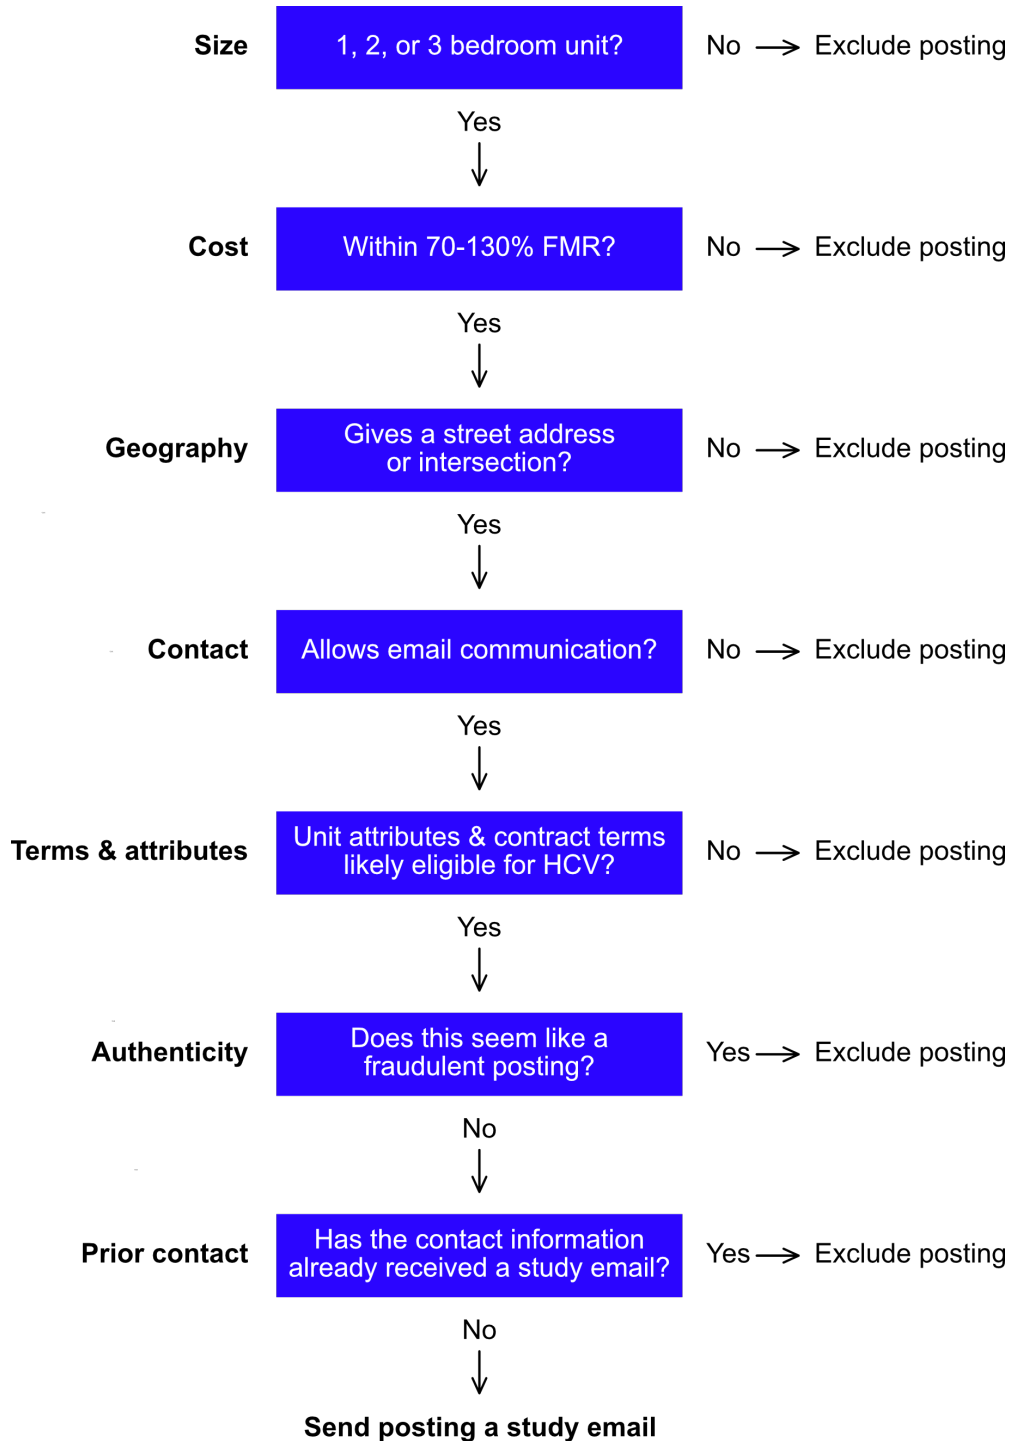 Size
1, 2, or 3 bedroom unit?
No
Exclude posting
Yes
Cost
Within 70-130% FMR?
No
Exclude posting
Yes
Geography
Gives a street address
or intersection?
No
Exclude posting
Yes
Contact
Allows email communication?
No
Exclude posting
Yes
Terms & attributes
Unit attributes & contract terms
likely eligible for HCV?
No
Exclude posting
Yes
Authenticity
Does this seem like a
fraudulent posting?
Yes
Exclude posting
No
Prior contact
Has the contact information
already received a study email?
Yes
Exclude posting
No
Send posting a study email